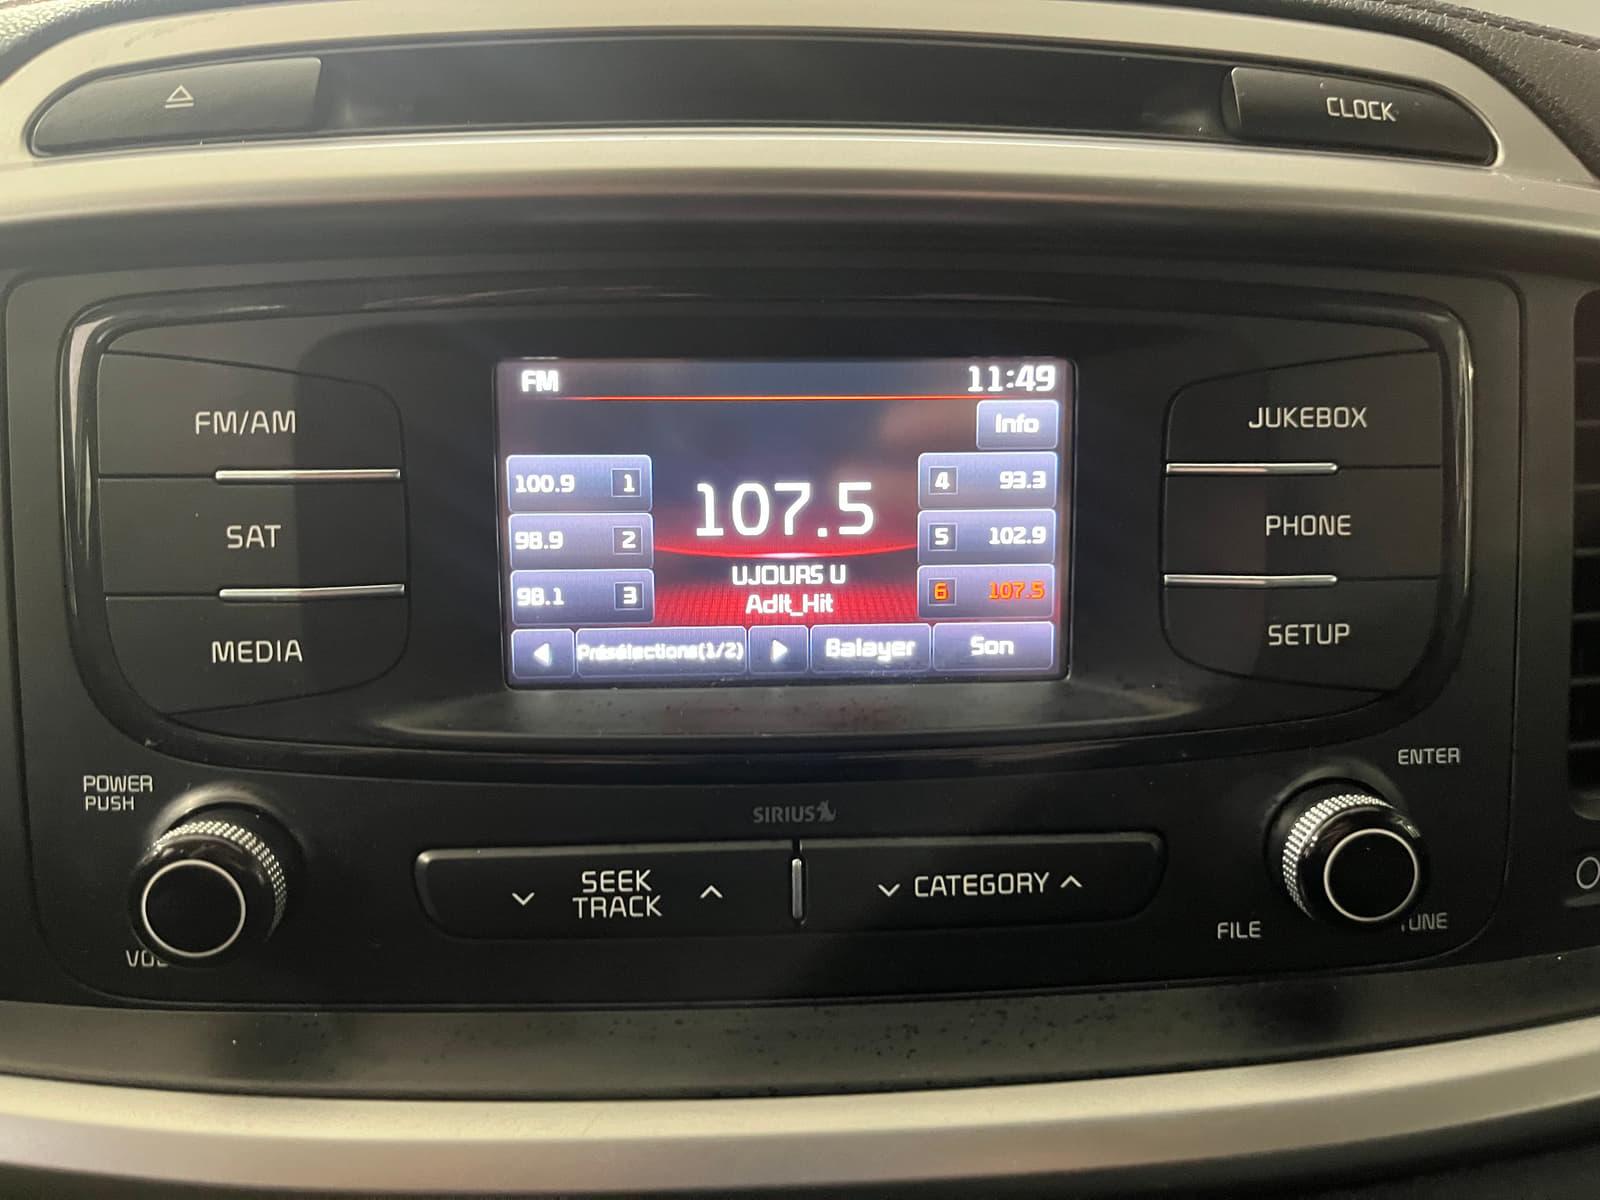 CLOCK
FM 11:49
Info
100.9 1
98.9 2
98.1 3
107.5
UJOURS U
Adlt_Hit
4 93.3
5 102.9
6 107.5
Présélections(1/2)
Balayer
Son
FM/AM
SAT
MEDIA
JUKEBOX
PHONE
SETUP
POWER
PUSH
VOL
SIRIUS
SEEK
TRACK
CATEGORY
ENTER
FILE
TUNE